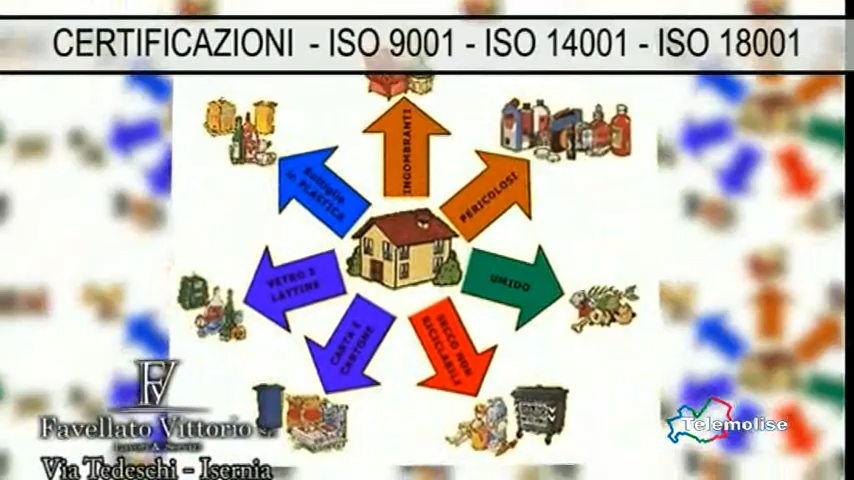 CERTIFICAZIONI - ISO 9001 - ISO 14001 - ISO 18001
INGOMBRANTI
Bottiglie
in PLASTICA
PERICOLOSI
VETRO E
LATTINE
UMIDO
CARTA E
CARTONE
SECCO NON
RICICLABILE
FV
Favellato Vittorio
Telemolise
Via Tedeschi - Isernia